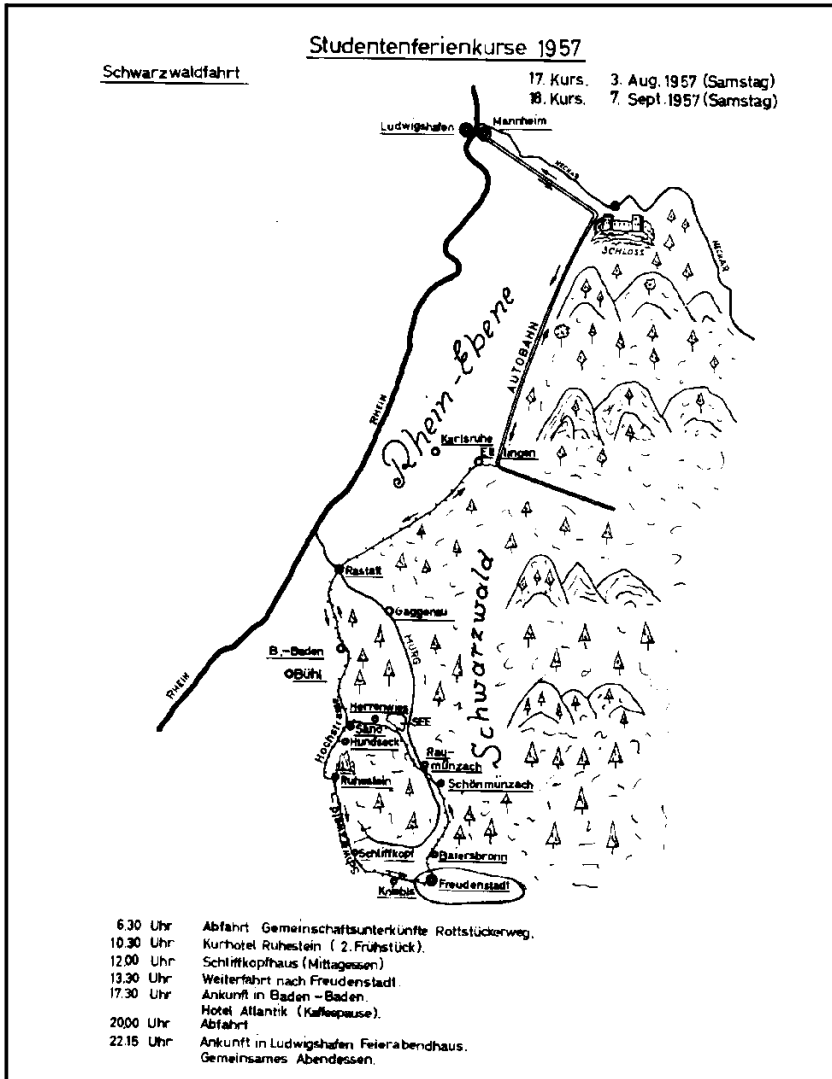 Studentenferienkurse 1957
Schwarzwaldfahrt
17. Kurs. 3. Aug. 1957 (Samstag)
18. Kurs. 7. Sept. 1957 (Samstag)
Ludwigshafen
Mannheim
NECKAR
SCHLOSS
NECKAR
Rhein-Ebene
AUTOBAHN
RHEIN
Karlsruhe
Ettlingen
Rastatt
Schwarzwald
Gaggenau
MURG
B.-Baden
Bühl
RHEIN
Herrenwies
SEE
Sand
Hundseck
Hochstraße
Rau-
münzach
Ruhestein
Schönmünzach
Schwarzwald-
Schliffkopf
Baiersbronn
Kniebis
Freudenstadt
6.30 Uhr Abfahrt Gemeinschaftsunterkünfte Rottstückerweg.
10.30 Uhr Kurhotel Ruhestein ( 2. Frühstück).
12.00 Uhr Schliffkopfhaus (Mittagessen)
13.30 Uhr Weiterfahrt nach Freudenstadt
17.30 Uhr Ankunft in Baden-Baden.
Hotel Atlantik (Kaffeepause).
20.00 Uhr Abfahrt
22.15 Uhr Ankunft in Ludwigshafen Feierabendhaus.
Gemeinsames Abendessen.